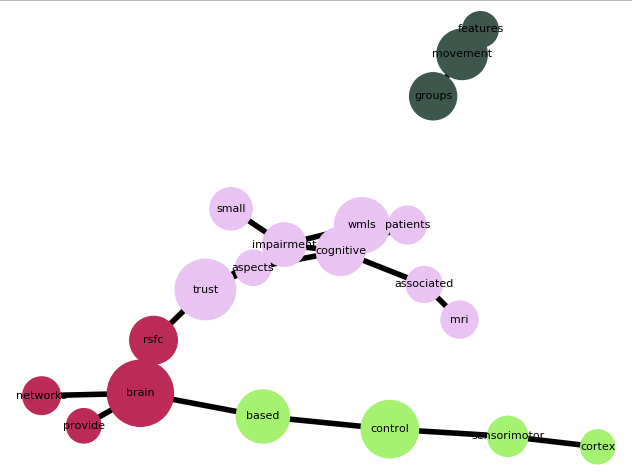 features
movement
groups
small
wmls
patients
impairment
cognitive
aspects
associated
trust
mri
rsfc
brain
networks
provide
based
control
sensorimotor
cortex